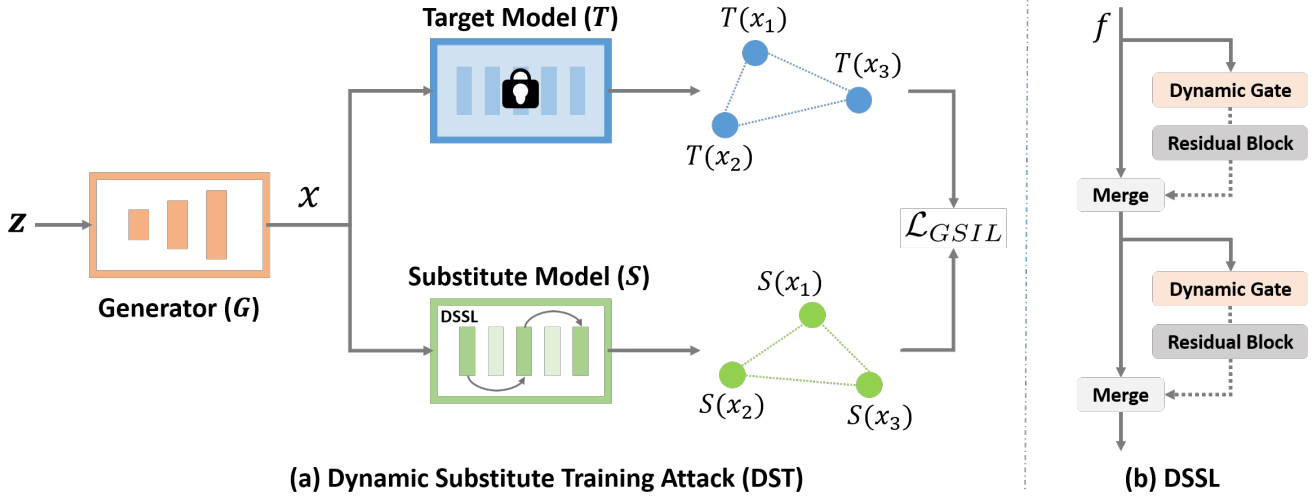 Target Model (T)
T(x₁)
T(x₃)
T(x₂)
z
x
Generator (G)
Substitute Model (S)
DSSL
S(x₁)
S(x₂)
S(x₃)
ℒ_GSIL
(a) Dynamic Substitute Training Attack (DST)
f
Dynamic Gate
Residual Block
Merge
Dynamic Gate
Residual Block
Merge
(b) DSSL